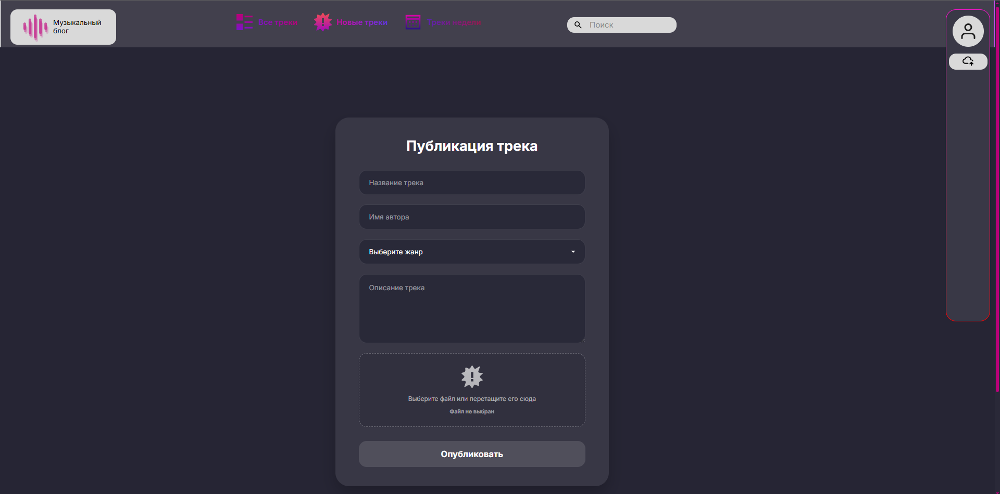 Музыкальный
блог
Все треки
Новые треки
Треки недели
Поиск
Публикация трека
Название трека
Имя автора
Выберите жанр
Описание трека
Выберите файл или перетащите его сюда
Файл не выбран
Опубликовать